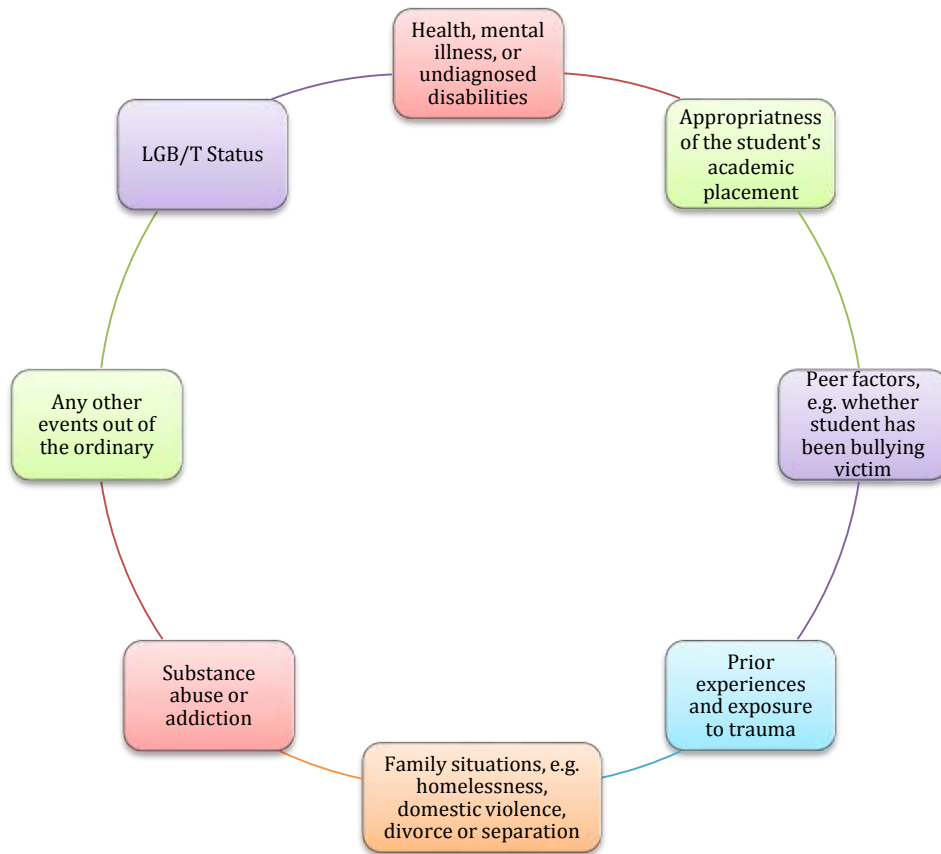 Health, mental
illness, or
undiagnosed
disabilities
Appropriatness
of the student's
academic
placement
Peer factors,
e.g. whether
student has
been bullying
victim
Prior
experiences
and exposure
to trauma
Family situations, e.g.
homelessness,
domestic violence,
divorce or separation
Substance
abuse or
addiction
Any other
events out of
the ordinary
LGB/T Status